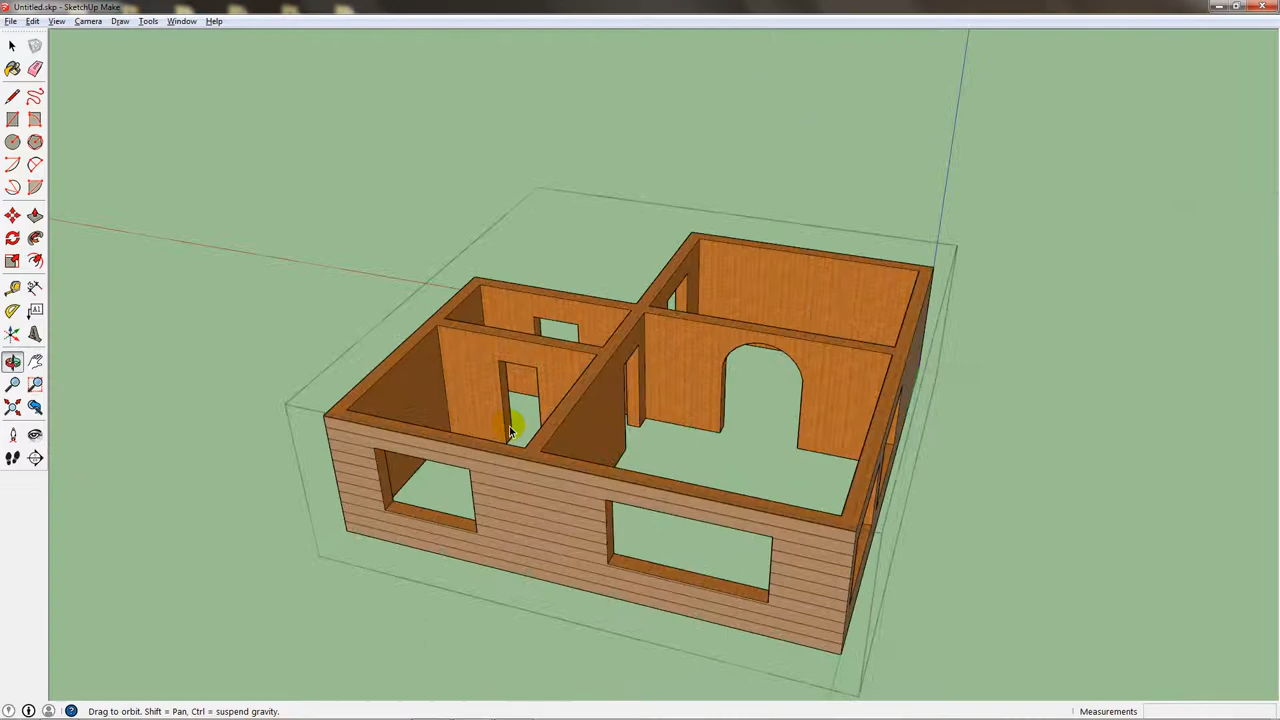 Untitled.skp - SketchUp Make
File Edit View Camera Draw Tools Window Help
A1
Drag to orbit. Shift = Pan, Ctrl = suspend gravity.
Measurements